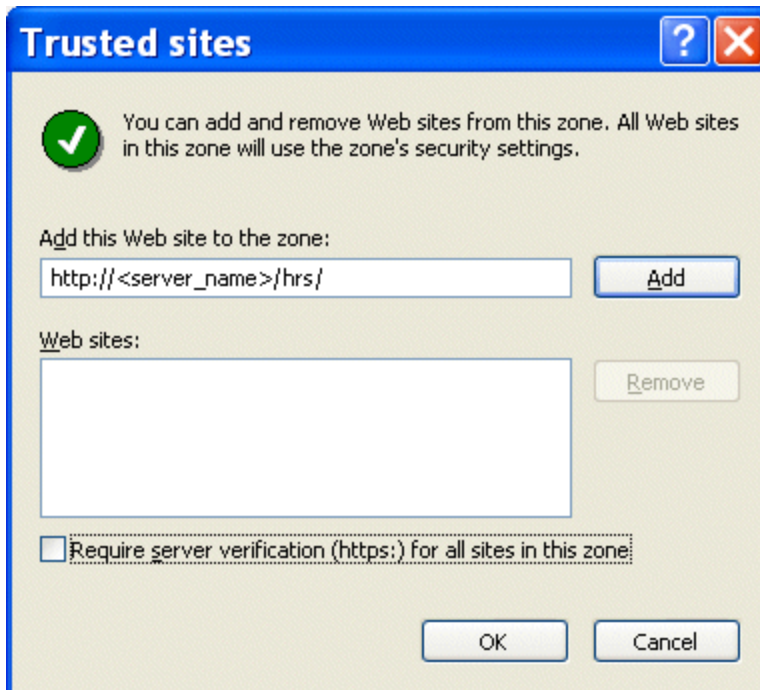 Trusted sites
You can add and remove Web sites from this zone. All Web sites
in this zone will use the zone's security settings.
Add this Web site to the zone:
http://<server_name>/hrs/
Add
Web sites:
Remove
Require server verification (https:) for all sites in this zone
OK
Cancel